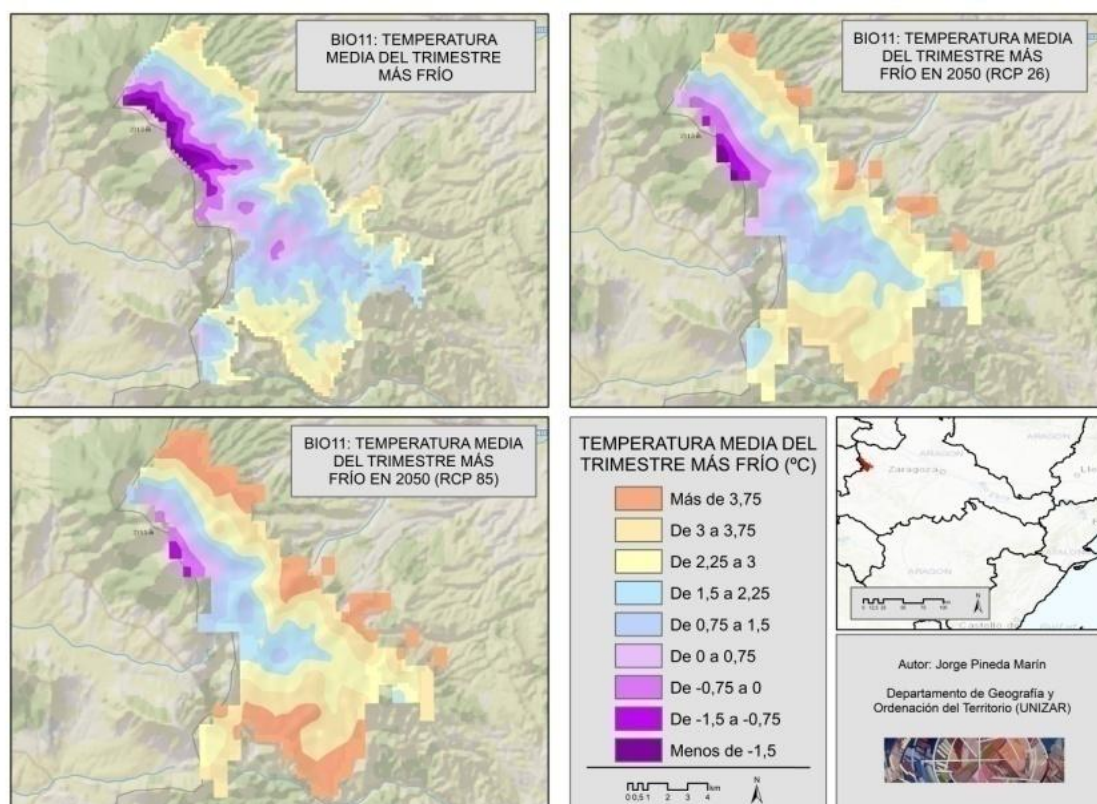 BIO11: TEMPERATURA
MEDIA DEL TRIMESTRE
MÁS FRÍO
BIO11: TEMPERATURA MEDIA
DEL TRIMESTRE MÁS
FRÍO EN 2050 (RCP 26)
BIO11: TEMPERATURA MEDIA
DEL TRIMESTRE MÁS
FRÍO EN 2050 (RCP 85)
TEMPERATURA MEDIA DEL
TRIMESTRE MÁS FRÍO (ºC)
Más de 3,75
De 3 a 3,75
De 2,25 a 3
De 1,5 a 2,25
De 0,75 a 1,5
De 0 a 0,75
De -0,75 a 0
De -1,5 a -0,75
Menos de -1,5
0 0,5 1 2 3 4 km
N
ARAGON
Zaragoza
ARAGON
Castello de
N
Autor: Jorge Pineda Marín
Departamento de Geografía y
Ordenación del Territorio (UNIZAR)